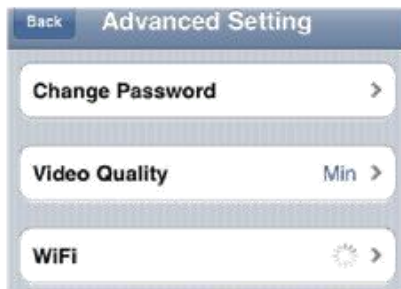 Back Advanced Setting
Change Password
Video Quality Min
WiFi